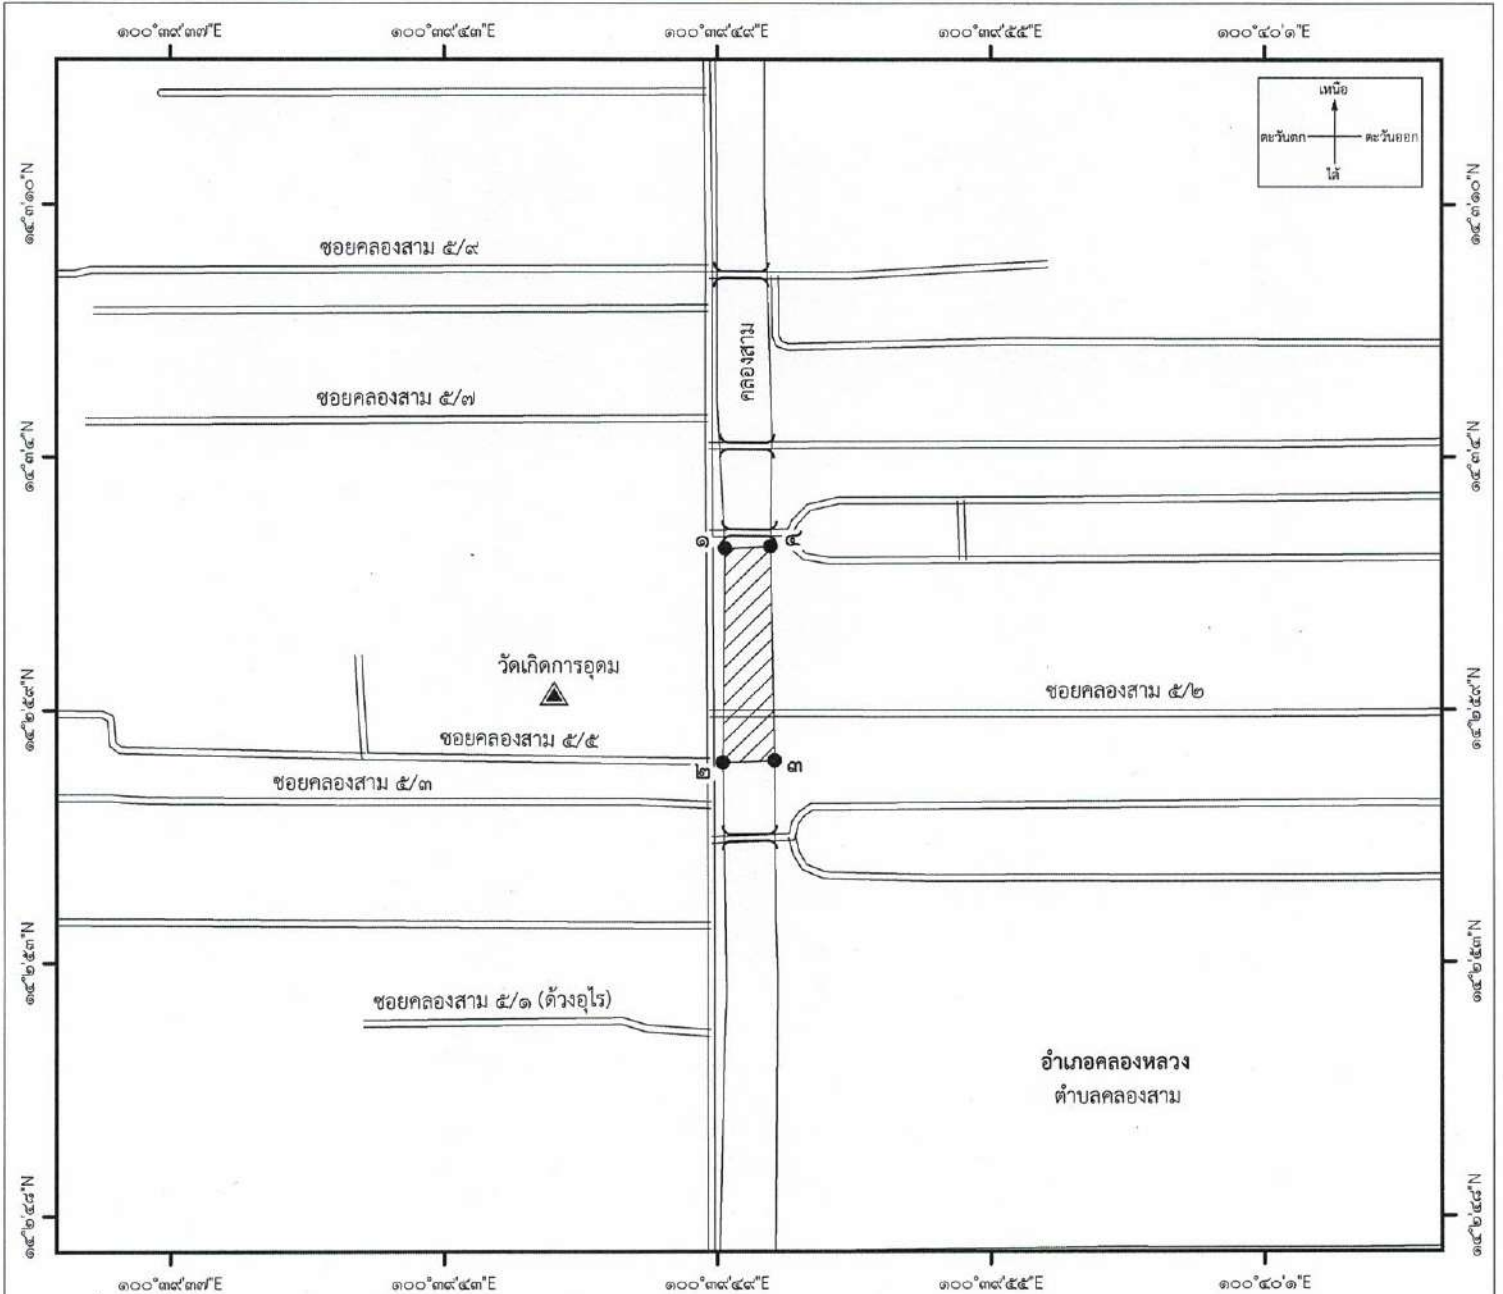 ๑๐๐°๓๙'๓๗"E ๑๐๐°๓๙'๔๓"E ๑๐๐°๓๙'๔๙"E ๑๐๐°๓๙'๕๕"E ๑๐๐°๔๐'๑"E
เหนือ
ตะวันตก ตะวันออก
ใต้
๑๔°๓'๑๐"N ๑๔°๓'๑๐"N
ซอยคลองสาม ๕/๙
คลองสาม
ซอยคลองสาม ๕/๗
๑๔°๓'๔"N ๑๔°๓'๔"N
๑ ๔
วัดเกิดการอุดม
ซอยคลองสาม ๕/๒
๑๔°๒'๕๙"N ๑๔°๒'๕๙"N
ซอยคลองสาม ๕/๕
๒ ๓
ซอยคลองสาม ๕/๓
๑๔°๒'๕๓"N ๑๔°๒'๕๓"N
ซอยคลองสาม ๕/๑ (ด้วงอุไร)
อำเภอคลองหลวง
ตำบลคลองสาม
๑๔°๒'๔๘"N ๑๔°๒'๔๘"N
๑๐๐°๓๙'๓๗"E ๑๐๐°๓๙'๔๓"E ๑๐๐°๓๙'๔๙"E ๑๐๐°๓๙'๕๕"E ๑๐๐°๔๐'๑"E